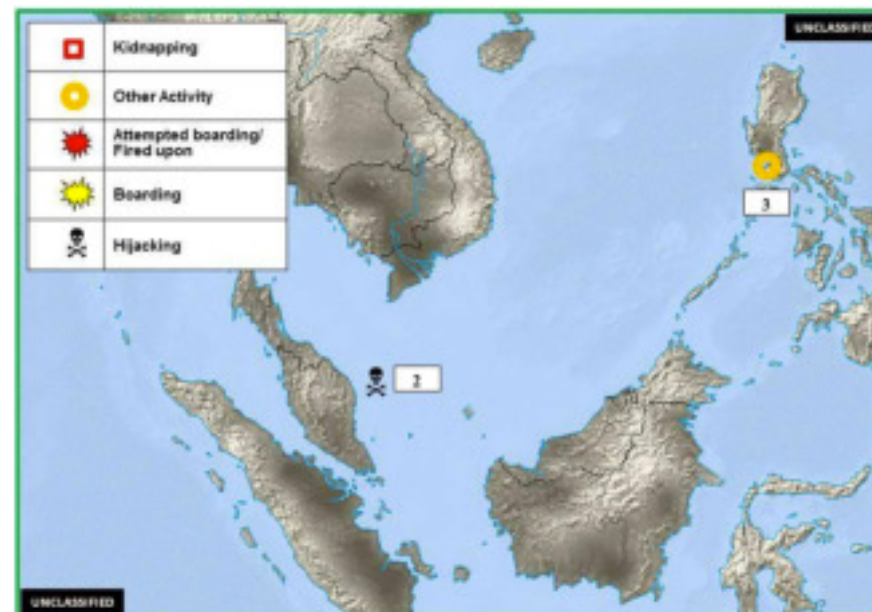 UNCLASSIFIED
Kidnapping
Other Activity
Attempted boarding/
Fired upon
Boarding
Hijacking
3
2
UNCLASSIFIED